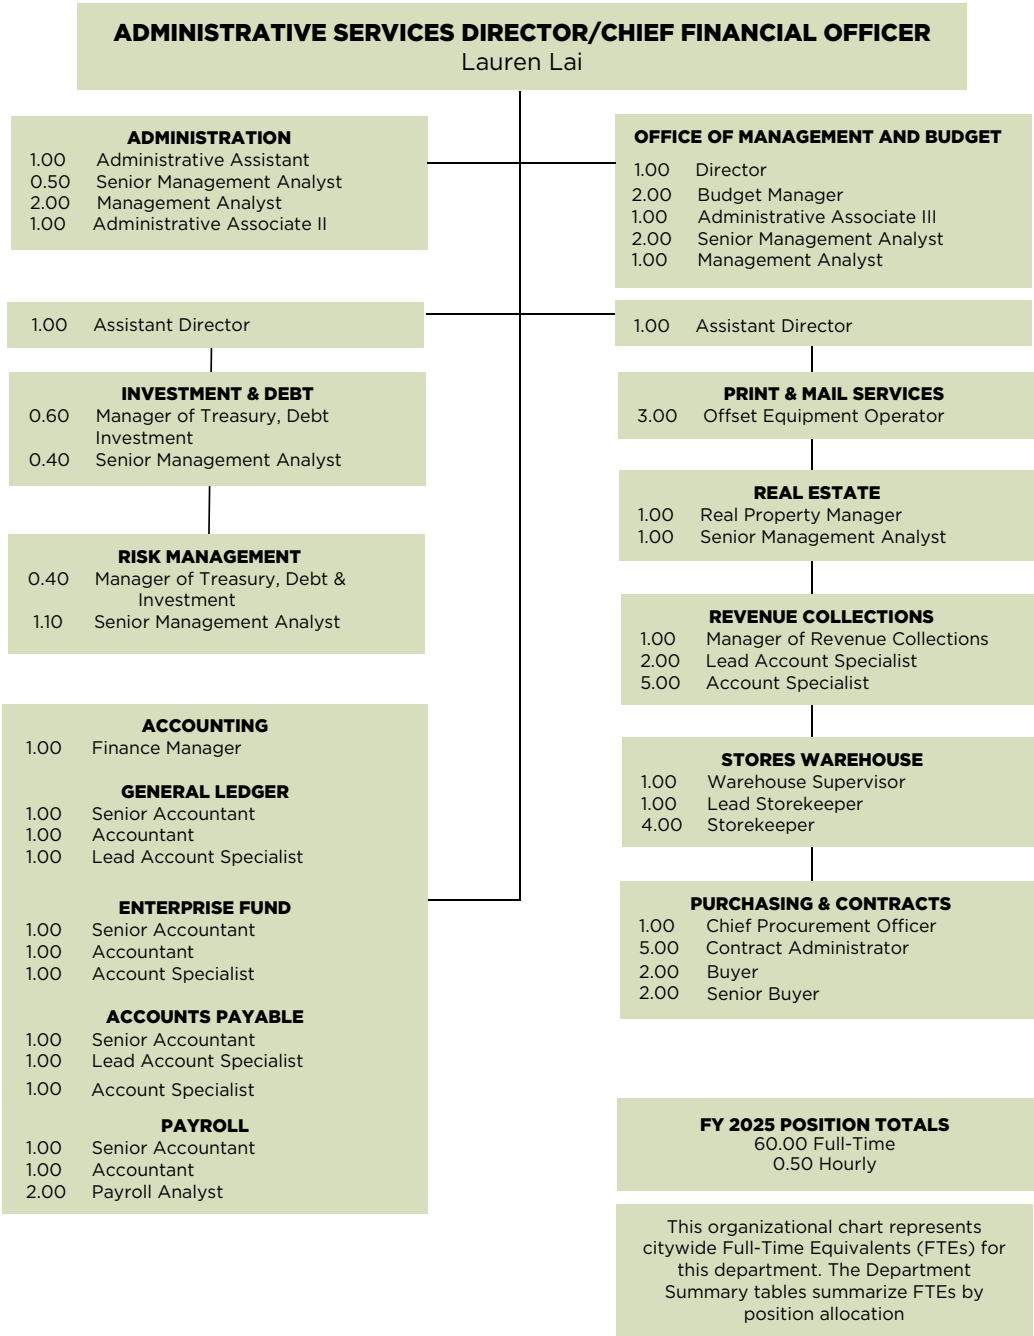 ADMINISTRATIVE SERVICES DIRECTOR/CHIEF FINANCIAL OFFICER
Lauren Lai
ADMINISTRATION
1.00 Administrative Assistant
0.50 Senior Management Analyst
2.00 Management Analyst
1.00 Administrative Associate II
OFFICE OF MANAGEMENT AND BUDGET
1.00 Director
2.00 Budget Manager
1.00 Administrative Associate III
2.00 Senior Management Analyst
1.00 Management Analyst
1.00 Assistant Director
INVESTMENT & DEBT
0.60 Manager of Treasury, Debt
Investment
0.40 Senior Management Analyst
RISK MANAGEMENT
0.40 Manager of Treasury, Debt &
Investment
1.10 Senior Management Analyst
ACCOUNTING
1.00 Finance Manager
GENERAL LEDGER
1.00 Senior Accountant
1.00 Accountant
1.00 Lead Account Specialist
ENTERPRISE FUND
1.00 Senior Accountant
1.00 Accountant
1.00 Account Specialist
ACCOUNTS PAYABLE
1.00 Senior Accountant
1.00 Lead Account Specialist
1.00 Account Specialist
PAYROLL
1.00 Senior Accountant
1.00 Accountant
2.00 Payroll Analyst
1.00 Assistant Director
PRINT & MAIL SERVICES
3.00 Offset Equipment Operator
REAL ESTATE
1.00 Real Property Manager
1.00 Senior Management Analyst
REVENUE COLLECTIONS
1.00 Manager of Revenue Collections
2.00 Lead Account Specialist
5.00 Account Specialist
STORES WAREHOUSE
1.00 Warehouse Supervisor
1.00 Lead Storekeeper
4.00 Storekeeper
PURCHASING & CONTRACTS
1.00 Chief Procurement Officer
5.00 Contract Administrator
2.00 Buyer
2.00 Senior Buyer
FY 2025 POSITION TOTALS
60.00 Full-Time
0.50 Hourly
This organizational chart represents
citywide Full-Time Equivalents (FTEs) for
this department. The Department
Summary tables summarize FTEs by
position allocation